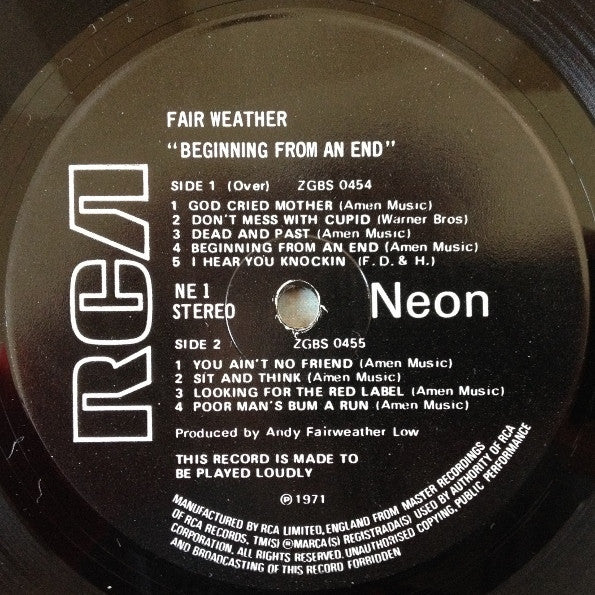 RCA
FAIR WEATHER
"BEGINNING FROM AN END"
SIDE 1 (Over) ZGBS 0454
1 GOD CRIED MOTHER (Amen Music)
2 DON'T MESS WITH CUPID (Warner Bros)
3 DEAD AND PAST (Amen Music)
4 BEGINNING FROM AN END (Amen Music)
5 I HEAR YOU KNOCKIN (F. D. & H.)
NE 1
STEREO
Neon
SIDE 2 ZGBS 0455
1 YOU AIN'T NO FRIEND (Amen Music)
2 SIT AND THINK (Amen Music)
3 LOOKING FOR THE RED LABEL (Amen Music)
4 POOR MAN'S BUM A RUN (Amen Music)
Produced by Andy Fairweather Low
THIS RECORD IS MADE TO
BE PLAYED LOUDLY
℗ 1971
MANUFACTURED BY RCA LIMITED, ENGLAND FROM MASTER RECORDINGS
OF RCA RECORDS, TM(S) ® MARCA(S) REGISTRADA(S) USED BY AUTHORITY OF RCA
CORPORATION. ALL RIGHTS RESERVED. UNAUTHORISED COPYING, PUBLIC PERFORMANCE
AND BROADCASTING OF THIS RECORD FORBIDDEN